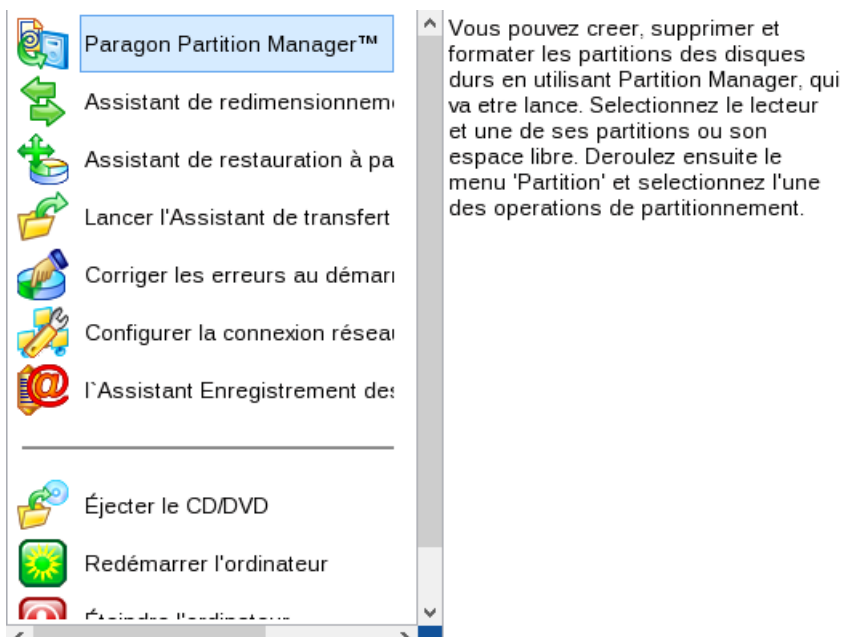 Paragon Partition Manager™
Assistant de redimensionnem
Assistant de restauration à pa
Lancer l'Assistant de transfert
Corriger les erreurs au démar
Configurer la connexion résea
l`Assistant Enregistrement des
Éjecter le CD/DVD
Redémarrer l'ordinateur
Éteindre l'ordinateur
Vous pouvez creer, supprimer et
formater les partitions des disques
durs en utilisant Partition Manager, qui
va etre lance. Selectionnez le lecteur
et une de ses partitions ou son
espace libre. Deroulez ensuite le
menu 'Partition' et selectionnez l'une
des operations de partitionnement.